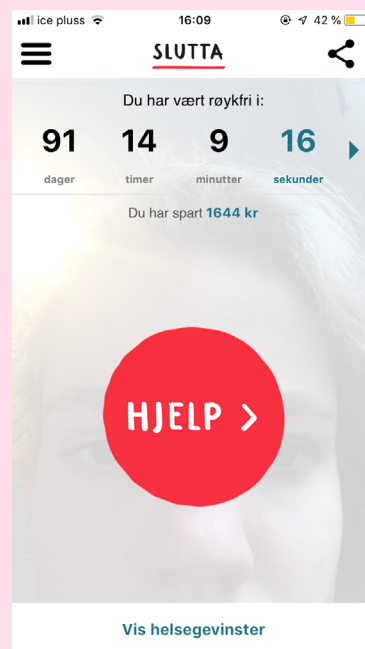 ice pluss 16:09 42 %
SLUTTA
Du har vært røykfri i:
91 14 9 16
dager timer minutter sekunder
Du har spart 1644 kr
HJELP >
Vis helsegevinster